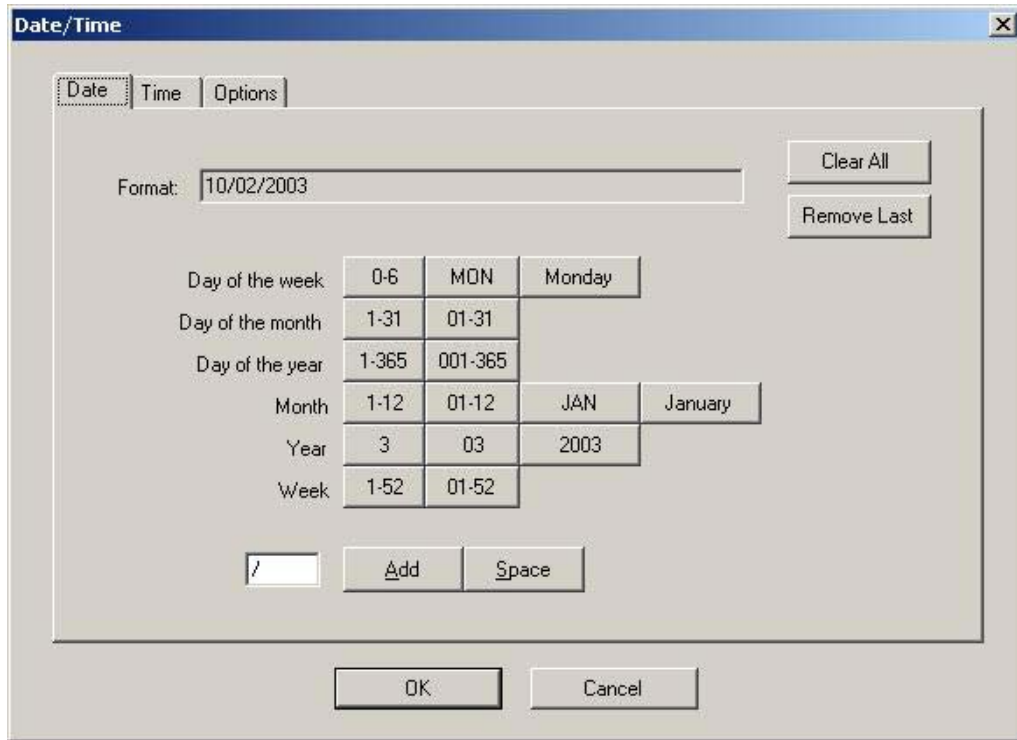 Date/Time
Date Time Options
Clear All
Format: 10/02/2003
Remove Last
Day of the week 0-6 MON Monday
Day of the month 1-31 01-31
Day of the year 1-365 001-365
Month 1-12 01-12 JAN January
Year 3 03 2003
Week 1-52 01-52
/ Add Space
OK Cancel